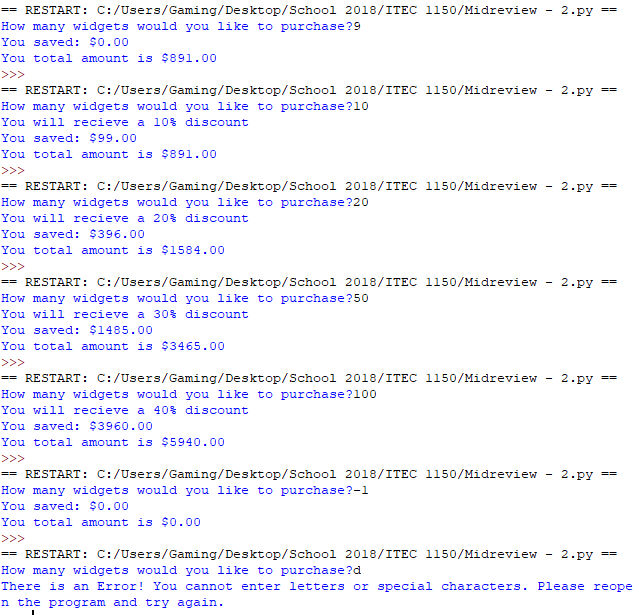 == RESTART: C:/Users/Gaming/Desktop/School 2018/ITEC 1150/Midreview - 2.py ==
How many widgets would you like to purchase?9
You saved: $0.00
You total amount is $891.00
>>>
== RESTART: C:/Users/Gaming/Desktop/School 2018/ITEC 1150/Midreview - 2.py ==
How many widgets would you like to purchase?10
You will recieve a 10% discount
You saved: $99.00
You total amount is $891.00
>>>
== RESTART: C:/Users/Gaming/Desktop/School 2018/ITEC 1150/Midreview - 2.py ==
How many widgets would you like to purchase?20
You will recieve a 20% discount
You saved: $396.00
You total amount is $1584.00
>>>
== RESTART: C:/Users/Gaming/Desktop/School 2018/ITEC 1150/Midreview - 2.py ==
How many widgets would you like to purchase?50
You will recieve a 30% discount
You saved: $1485.00
You total amount is $3465.00
>>>
== RESTART: C:/Users/Gaming/Desktop/School 2018/ITEC 1150/Midreview - 2.py ==
How many widgets would you like to purchase?100
You will recieve a 40% discount
You saved: $3960.00
You total amount is $5940.00
>>>
== RESTART: C:/Users/Gaming/Desktop/School 2018/ITEC 1150/Midreview - 2.py ==
How many widgets would you like to purchase?-1
You saved: $0.00
You total amount is $0.00
>>>
== RESTART: C:/Users/Gaming/Desktop/School 2018/ITEC 1150/Midreview - 2.py ==
How many widgets would you like to purchase?d
There is an Error! You cannot enter letters or special characters. Please reope
n the program and try again.